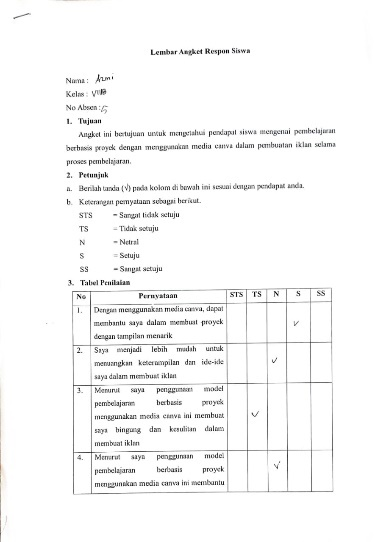 Lembar Angket Respon Siswa
Nama : Azmi
Kelas : VIIIB
No Absen : 5
1. Tujuan
Angket ini bertujuan untuk mengetahui pendapat siswa mengenai pembelajaran
berbasis proyek dengan menggunakan media canva dalam pembuatan iklan selama
proses pembelajaran.
2. Petunjuk
a. Berilah tanda (√) pada kolom di bawah ini sesuai dengan pendapat anda.
b. Keterangan pernyataan sebagai berikut.
STS = Sangat tidak setuju
TS = Tidak setuju
N = Netral
S = Setuju
SS = Sangat setuju
3. Tabel Penilaian
No Pernyataan STS TS N S SS
1. Dengan menggunakan media canva, dapat
membantu saya dalam membuat proyek √
dengan tampilan menarik
2. Saya menjadi lebih mudah untuk
menuangkan keterampilan dan ide-ide √
saya dalam membuat iklan
3. Menurut saya penggunaan model
pembelajaran berbasis proyek
menggunakan media canva ini membuat √
saya bingung dan kesulitan dalam
membuat iklan
4. Menurut saya penggunaan model
pembelajaran berbasis proyek √
menggunakan media canva ini membantu